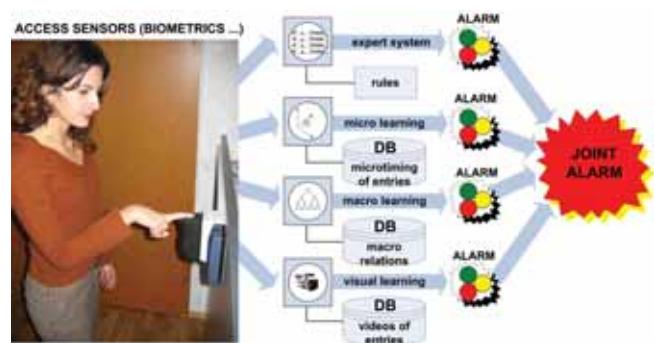 ACCESS SENSORS (BIOMETRICS ...)
expert system
ALARM
rules
micro learning
ALARM
DB
microtiming
of entries
macro learning
ALARM
DB
macro
relations
visual learning
ALARM
DB
videos of
entries
JOINT
ALARM